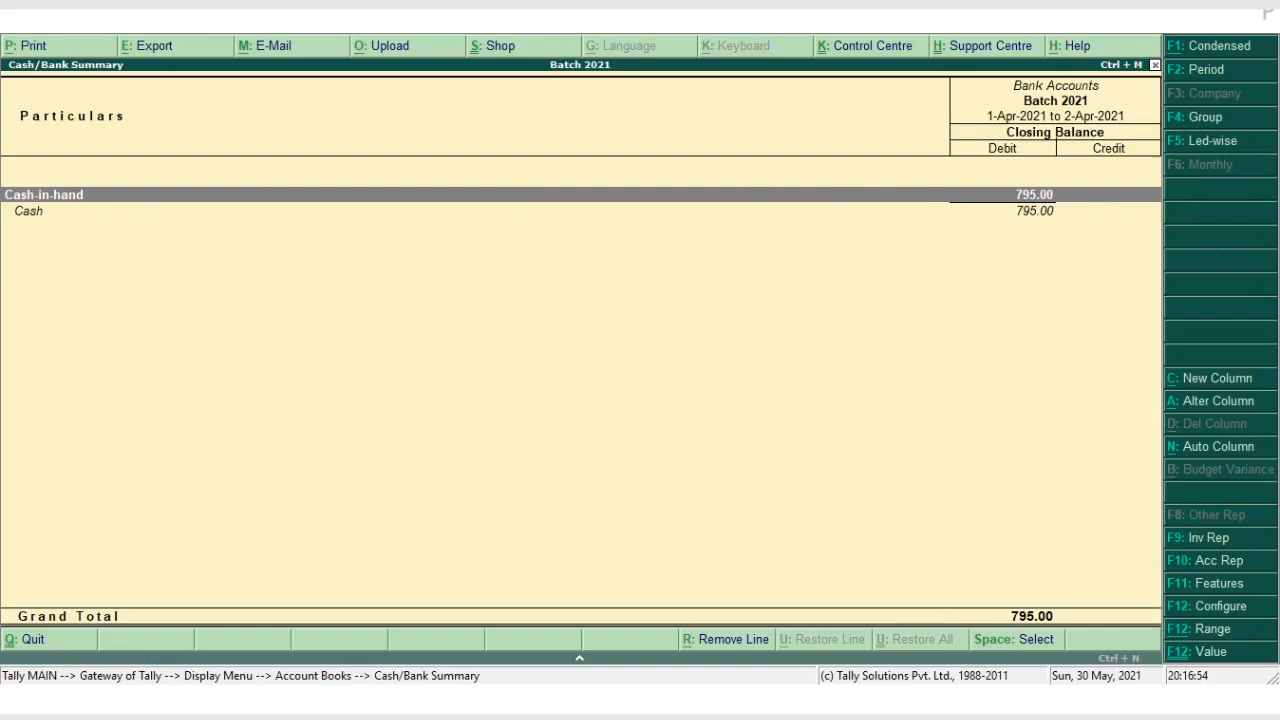 P
P: Print E: Export M: E-Mail O: Upload S: Shop G: Language K: Keyboard K: Control Centre H: Support Centre H: Help
Cash/Bank Summary Batch 2021 Ctrl + M
Particulars
Bank Accounts
Batch 2021
1-Apr-2021 to 2-Apr-2021
Closing Balance
Debit Credit
Cash-in-hand 795.00
Cash 795.00
Grand Total 795.00
Q: Quit R: Remove Line U: Restore Line U: Restore All Space: Select
Ctrl + N
Tally MAIN --> Gateway of Tally --> Display Menu --> Account Books --> Cash/Bank Summary (c) Tally Solutions Pvt. Ltd., 1988-2011 Sun, 30 May, 2021 20:16:54
F1: Condensed
F2: Period
F3: Company
F4: Group
F5: Led-wise
F6: Monthly
C: New Column
A: Alter Column
D: Del Column
N: Auto Column
B: Budget Variance
F8: Other Rep
F9: Inv Rep
F10: Acc Rep
F11: Features
F12: Configure
F12: Range
F12: Value